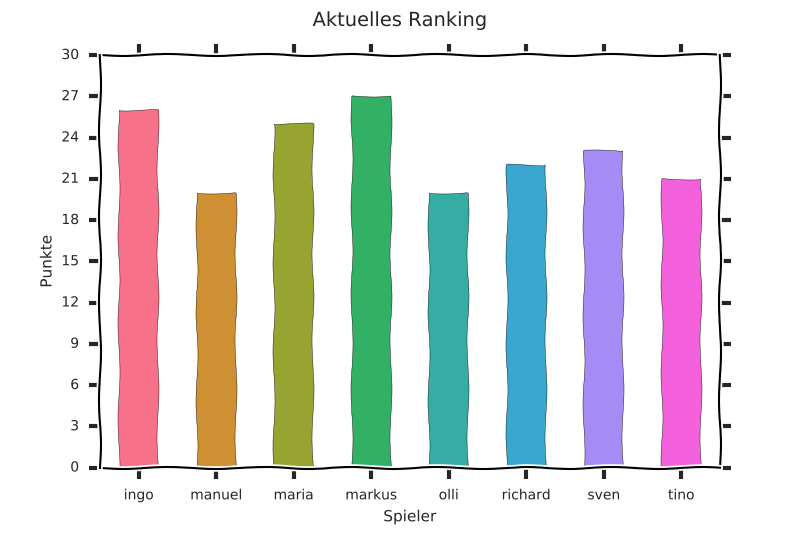 Aktuelles Ranking
30
27
24
21
18
15
12
9
6
3
0
Punkte
ingo manuel maria markus olli richard sven tino
Spieler